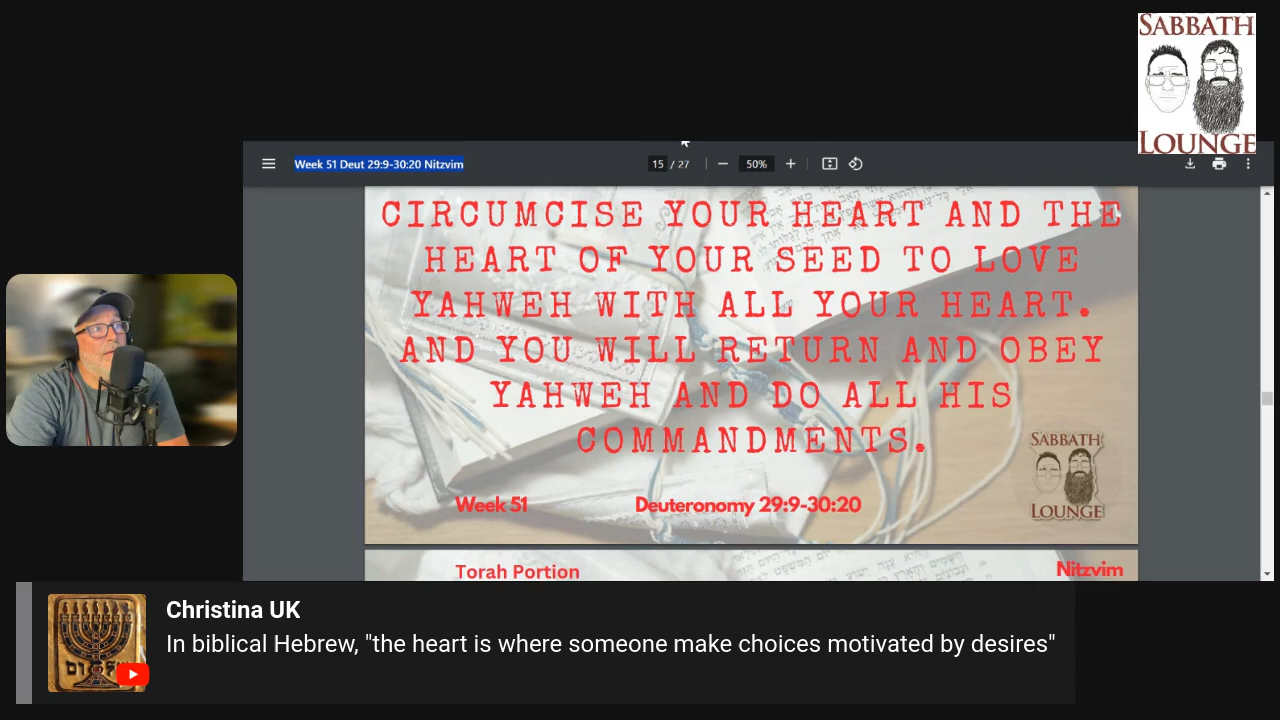 SABBATH
LOUNGE
Week 51 Deut 29:9-30:20 Nitzvim
15 / 27
50%
CIRCUMCISE YOUR HEART AND THE
HEART OF YOUR SEED TO LOVE
YAHWEH WITH ALL YOUR HEART.
AND YOU WILL RETURN AND OBEY
YAHWEH AND DO ALL HIS
COMMANDMENTS.
SABBATH
LOUNGE
Week 51 Deuteronomy 29:9-30:20
Torah Portion Nitzvim
Christina UK
In biblical Hebrew, "the heart is where someone make choices motivated by desires"